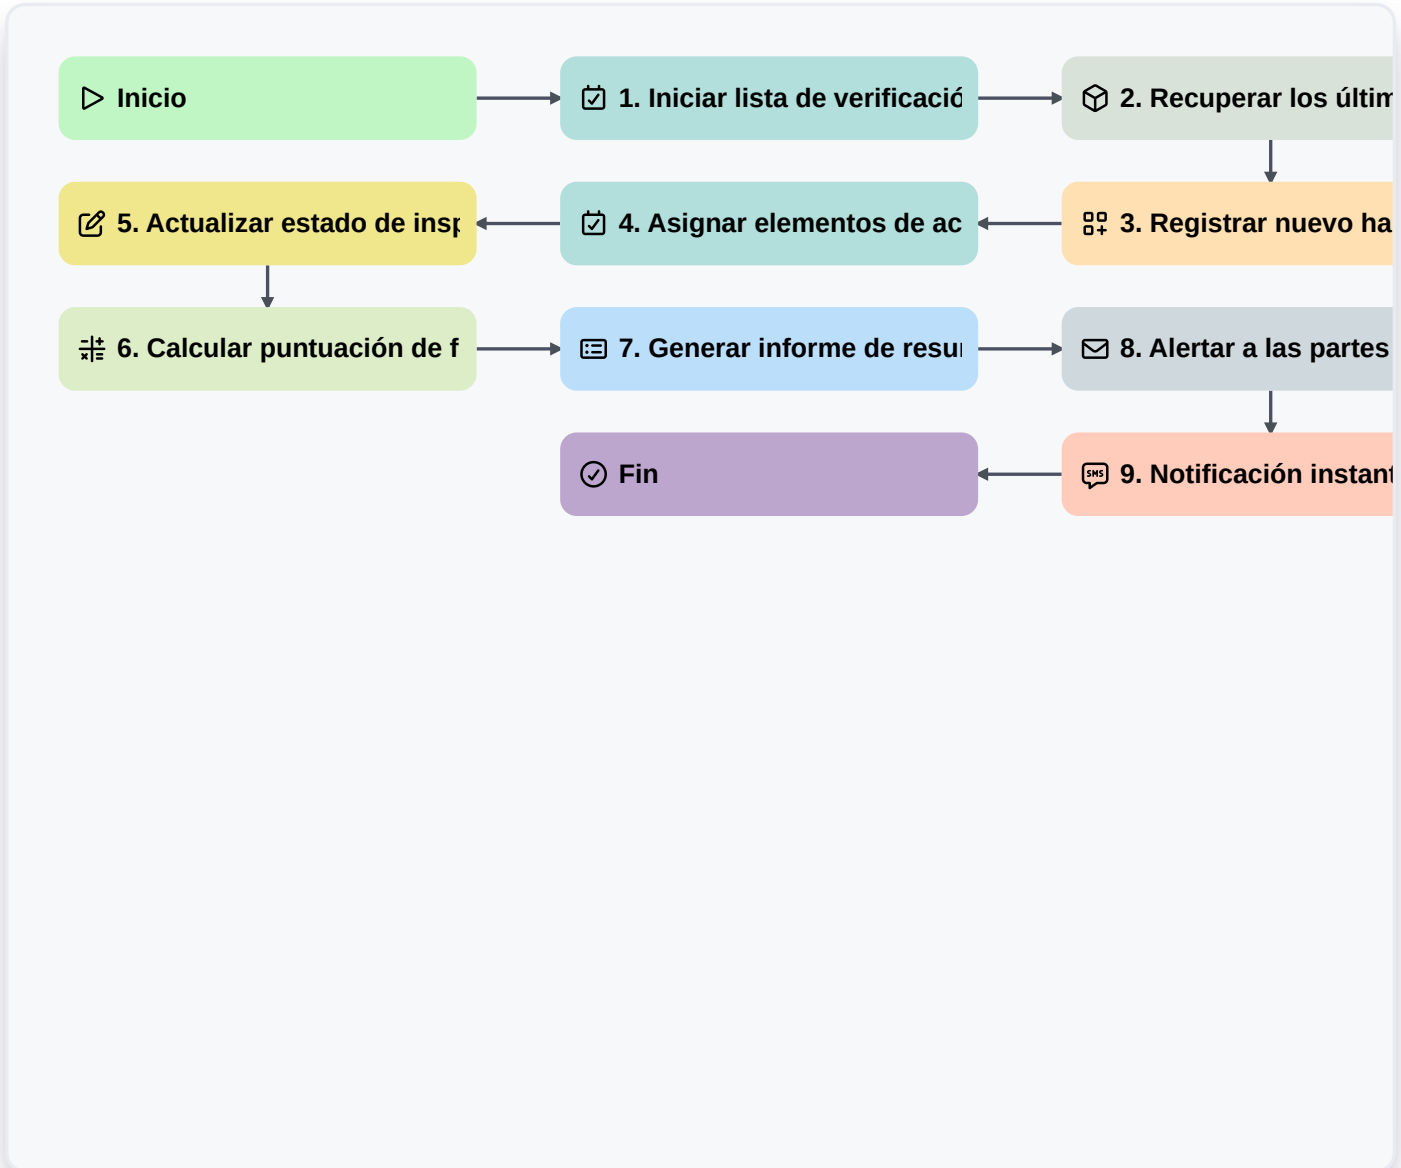 Inicio
1. Iniciar lista de verificació
2. Recuperar los últim
5. Actualizar estado de insp
4. Asignar elementos de ac
3. Registrar nuevo ha
6. Calcular puntuación de f
7. Generar informe de resu
8. Alertar a las partes
Fin
9. Notificación instant
SMS